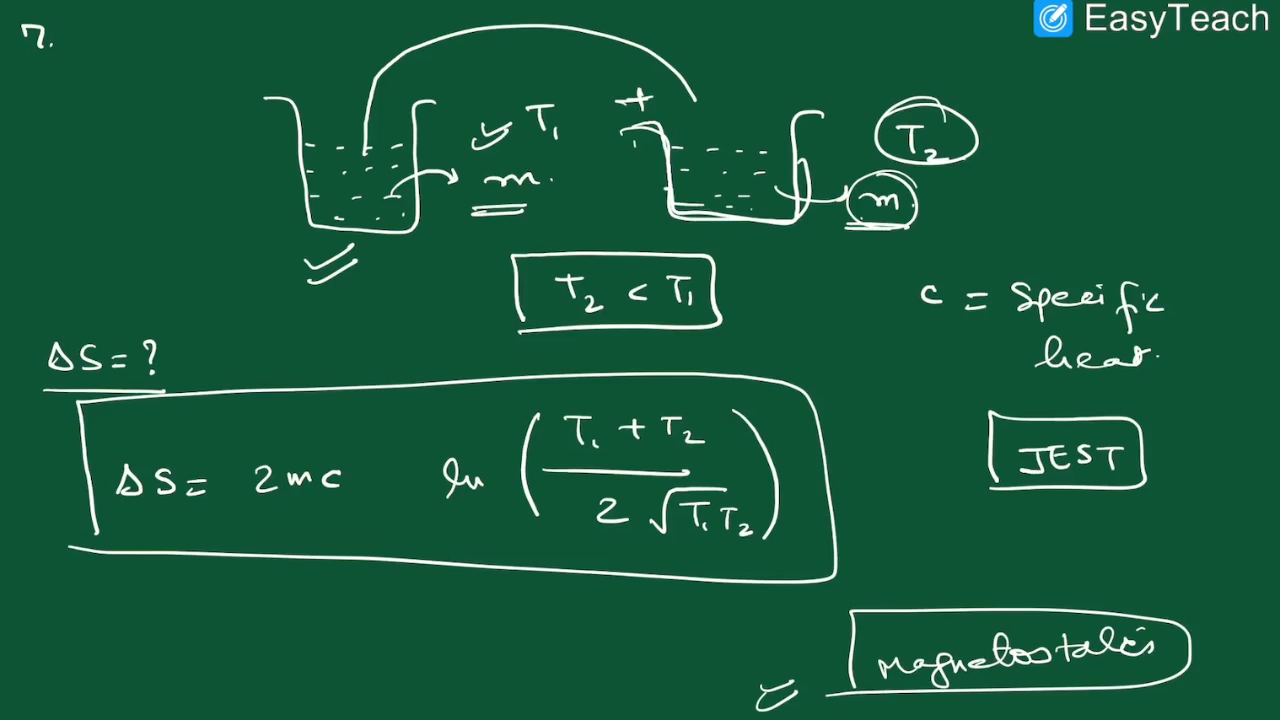 EasyTeach
7.
T₁
T₂
m.
m
T₂ < T₁
c = Specific
heat.
ΔS = ?
ΔS = 2mc ln ( (T₁ + T₂) / (2 √T₁T₂) )
JEST
Magnetostatics